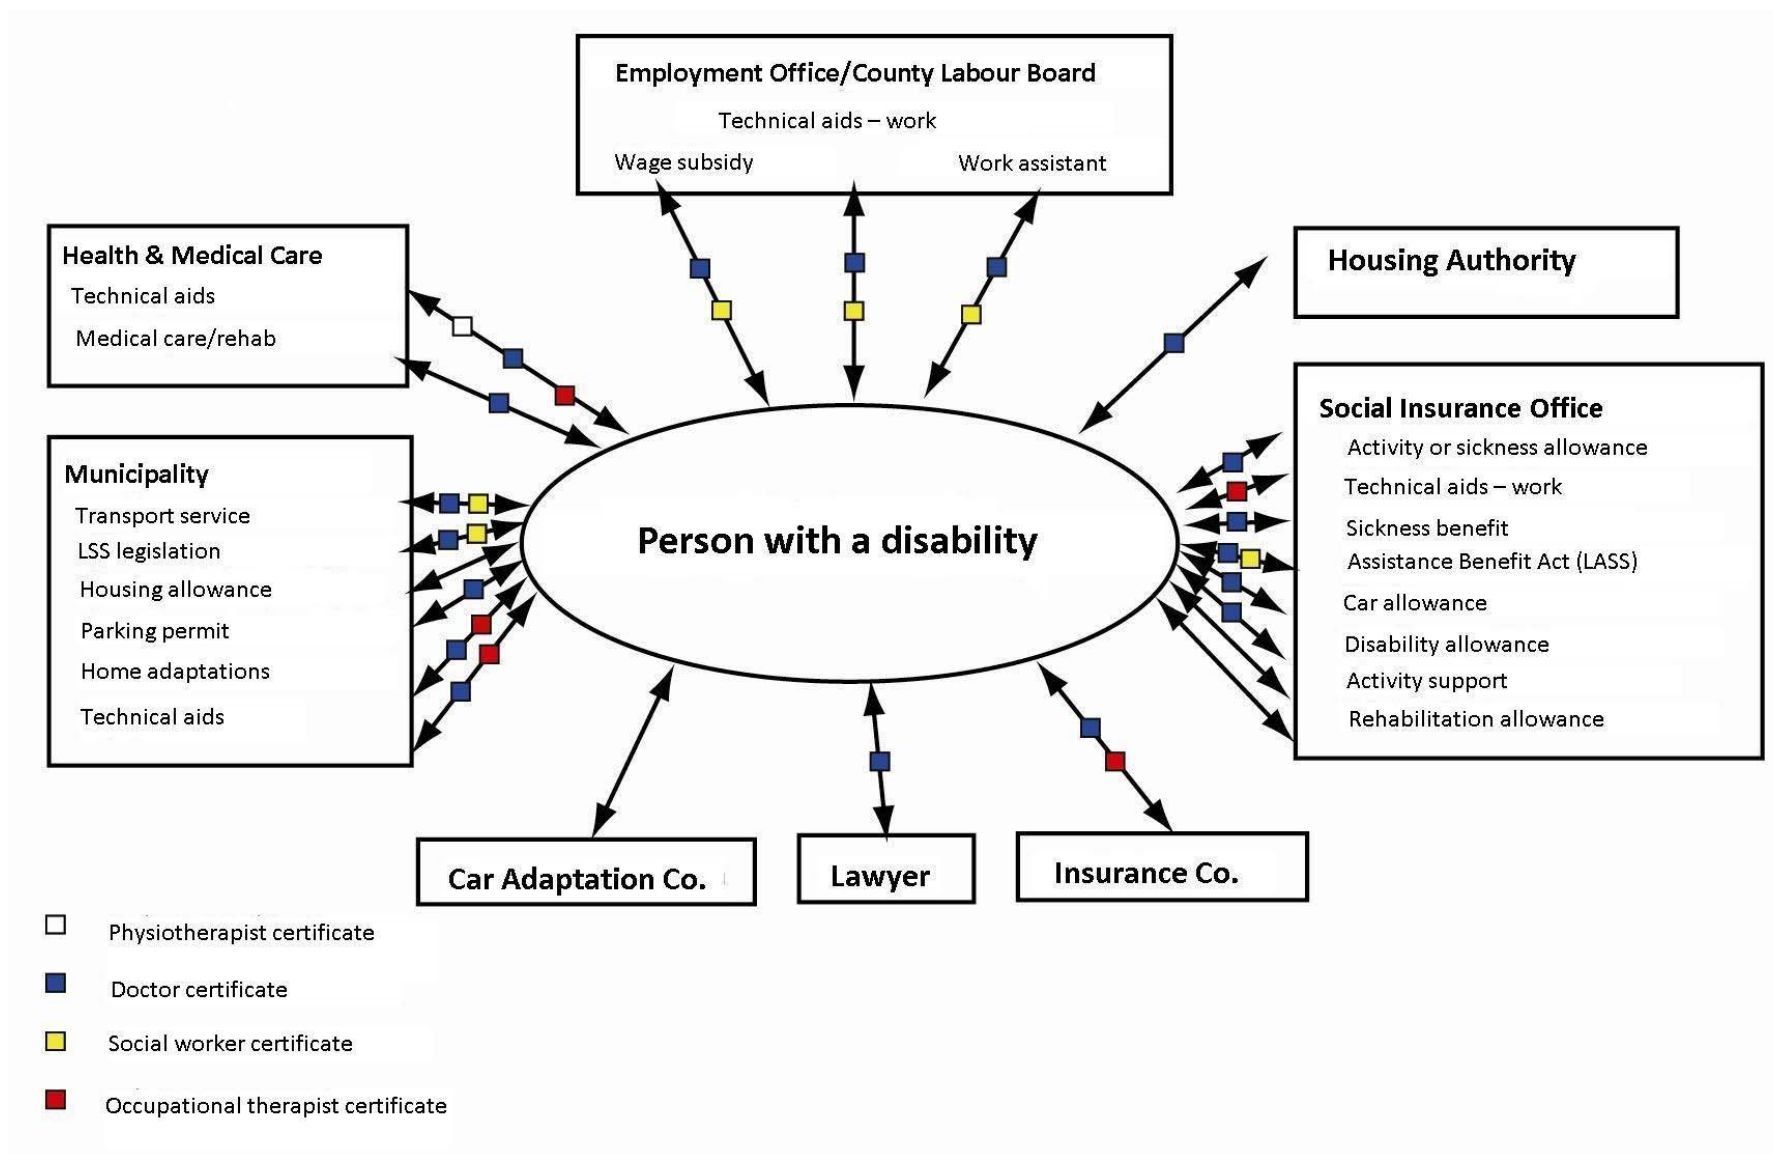 Employment Office/County Labour Board
Technical aids – work
Wage subsidy
Work assistant
Health & Medical Care
Technical aids
Medical care/rehab
Housing Authority
Municipality
Transport service
LSS legislation
Housing allowance
Parking permit
Home adaptations
Technical aids
Person with a disability
Social Insurance Office
Activity or sickness allowance
Technical aids – work
Sickness benefit
Assistance Benefit Act (LASS)
Car allowance
Disability allowance
Activity support
Rehabilitation allowance
Car Adaptation Co.
Lawyer
Insurance Co.
Physiotherapist certificate
Doctor certificate
Social worker certificate
Occupational therapist certificate